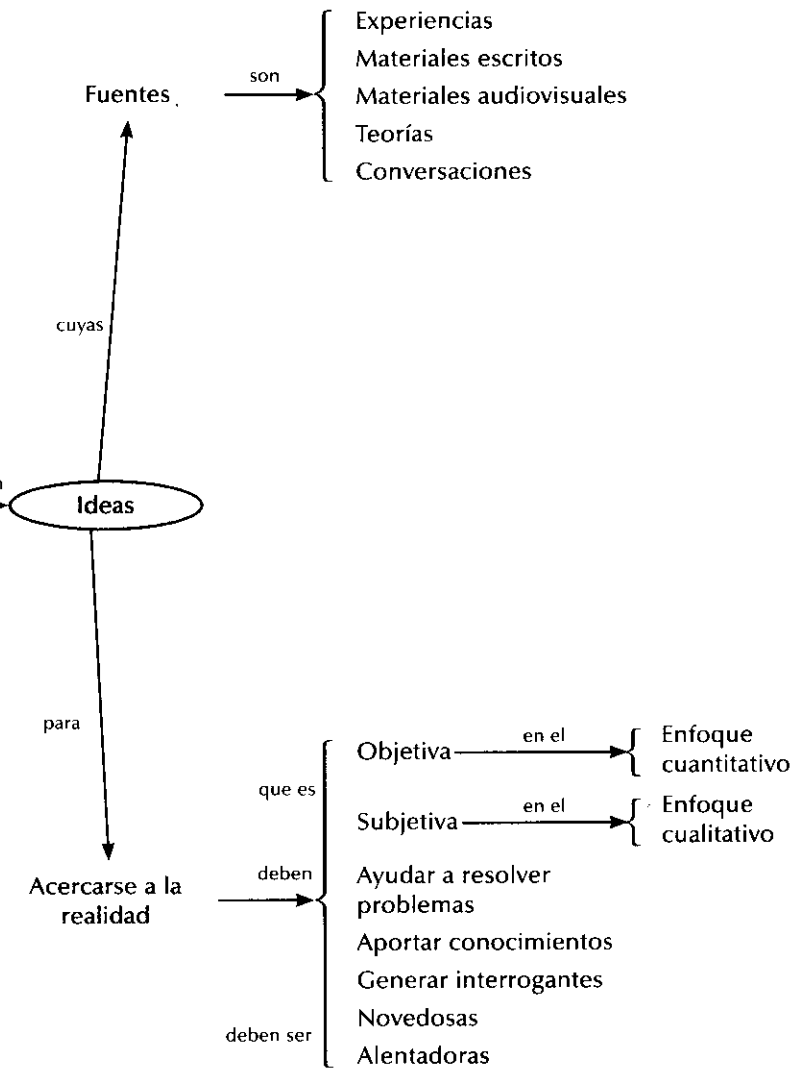 Experiencias
Materiales escritos
son
Fuentes
Materiales audiovisuales
Teorías
Conversaciones
cuyas
Ideas
para
Objetiva
en el
Enfoque
cuantitativo
que es
Subjetiva
en el
Enfoque
cualitativo
Acercarse a la
realidad
deben
Ayudar a resolver
problemas
Aportar conocimientos
Generar interrogantes
deben ser
Novedosas
Alentadoras